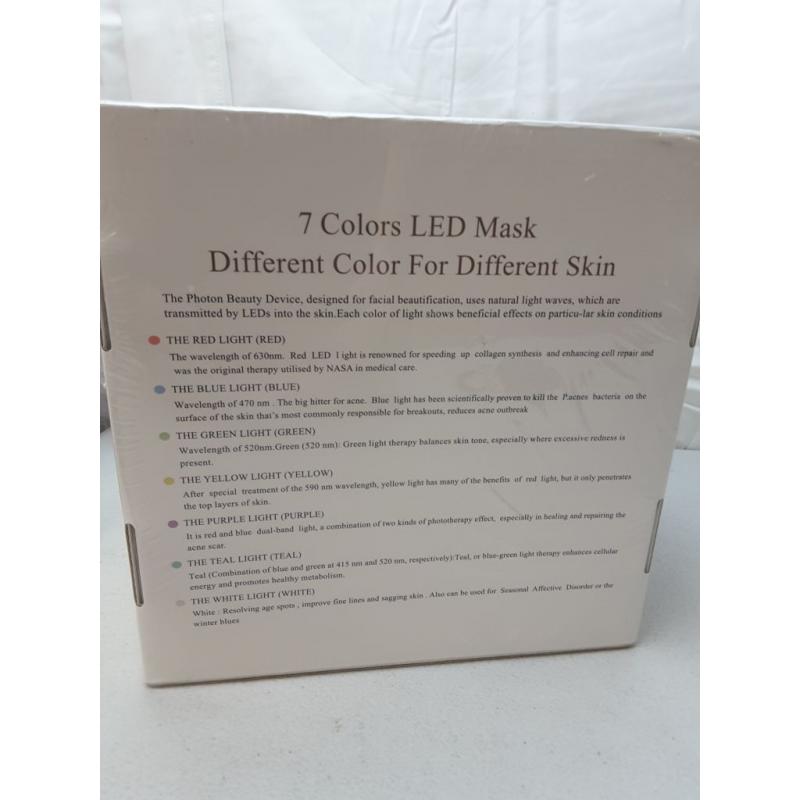 7 Colors LED Mask
Different Color For Different Skin
The Photon Beauty Device, designed for facial beautification, uses natural light waves, which are
transmitted by LEDs into the skin.Each color of light shows beneficial effects on particu-lar skin conditions
THE RED LIGHT (RED)
The wavelength of 630nm. Red LED l ight is renowned for speeding up collagen synthesis and enhancing cell repair and
was the original therapy utilised by NASA in medical care.
THE BLUE LIGHT (BLUE)
Wavelength of 470 nm . The big hitter for acne. Blue light has been scientifically proven to kill the P.acnes bacteria on the
surface of the skin that's most commonly responsible for breakouts, reduces acne outbreak
THE GREEN LIGHT (GREEN)
Wavelength of 520nm.Green (520 nm): Green light therapy balances skin tone, especially where excessive redness is
present.
THE YELLOW LIGHT (YELLOW)
After special treatment of the 590 nm wavelength, yellow light has many of the benefits of red light, but it only penetrates
the top layers of skin.
THE PURPLE LIGHT (PURPLE)
It is red and blue dual-band light, a combination of two kinds of phototherapy effect, especially in healing and repairing the
acne scar.
THE TEAL LIGHT (TEAL)
Teal (Combination of blue and green at 415 nm and 520 nm, respectively):Teal, or blue-green light therapy enhances cellular
energy and promotes healthy metabolism.
THE WHITE LIGHT (WHITE)
White : Resolving age spots , improve fine lines and sagging skin . Also can be used for Seasonal Affective Disorder or the
winter blues